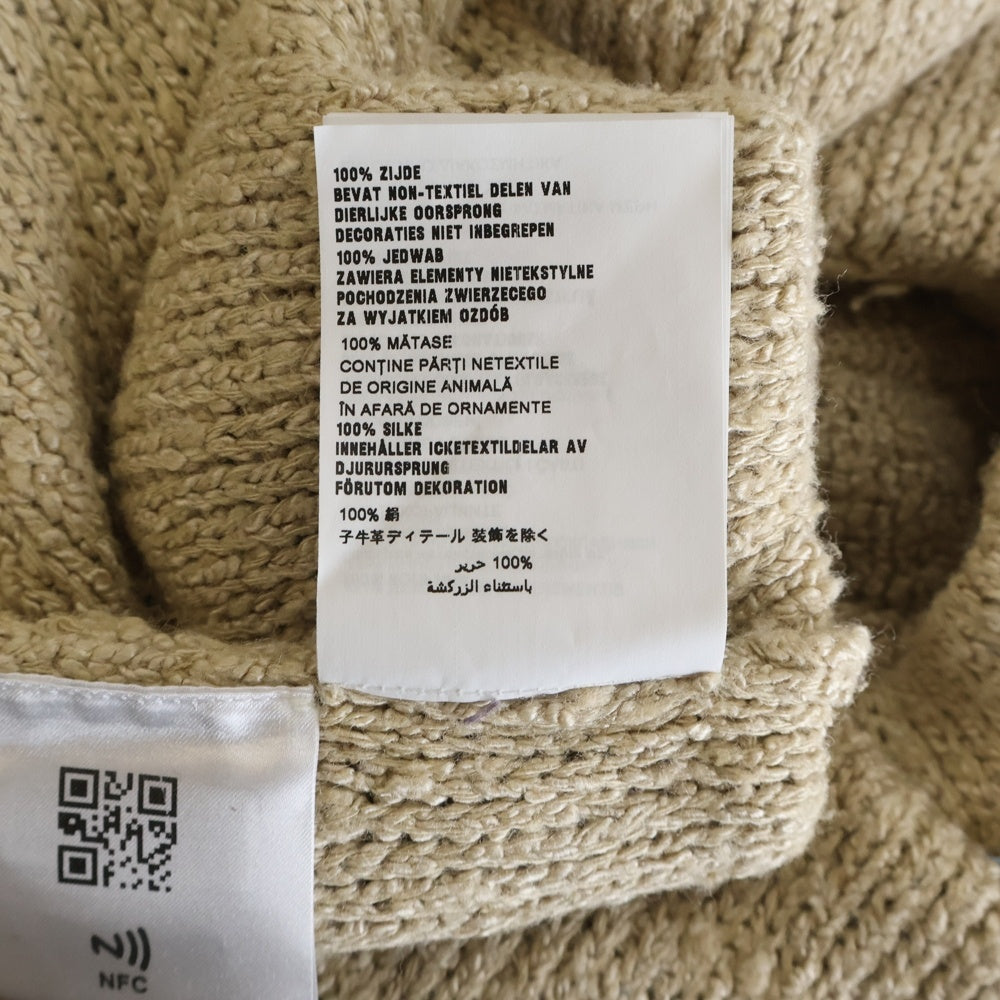 100% ZIJDE
BEVAT NON-TEXTIEL DELEN VAN
DIERLIJKE OORSPRONG
DECORATIES NIET INBEGREPEN
100% JEDWAB
ZAWIERA ELEMENTY NIETEKSTYLNE
POCHODZENIA ZWIERZECEGO
ZA WYJATKIEM OZDÓB
100% MĂTASE
CONȚINE PĂRȚI NETEXTILE
DE ORIGINE ANIMALĂ
ÎN AFARĂ DE ORNAMENTE
100% SILKE
INNEHÅLLER ICKETEXTILDELAR AV
DJURURSPRUNG
FÖRUTOM DEKORATION
100% 絹
子牛革ディテール 装飾を除く
100% حرير
باستثناء الزركشة
NFC